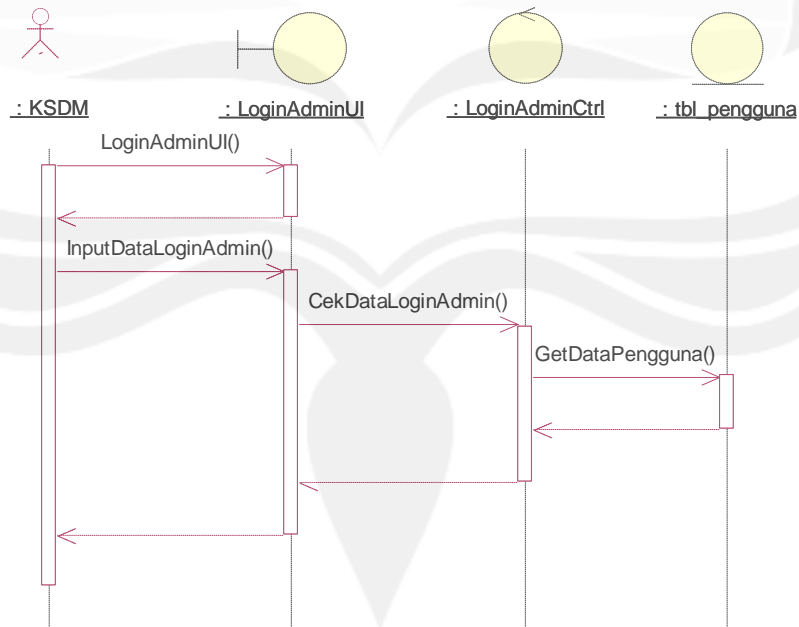 : KSDM
: LoginAdminUI
: LoginAdminCtrl
: tbl_pengguna
LoginAdminUI()
InputDataLoginAdmin()
CekDataLoginAdmin()
GetDataPengguna()